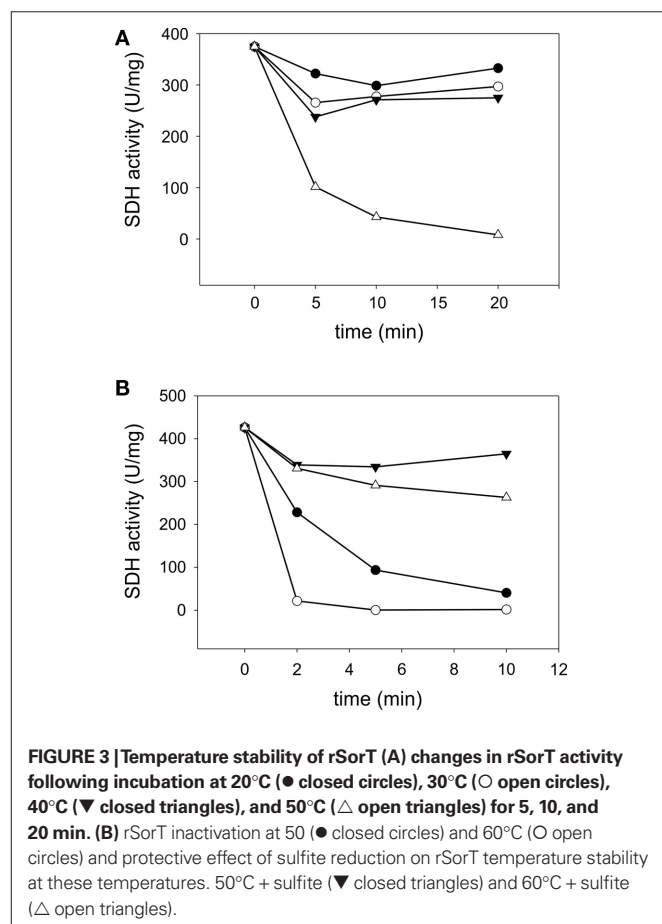 A
400
300
200
100
0
SDH activity (U/mg)
0 5 10 15 20
time (min)
B
500
400
300
200
100
0
SDH activity (U/mg)
0 2 4 6 8 10 12
time (min)
FIGURE 3 | Temperature stability of rSorT (A) changes in rSorT activity
following incubation at 20°C (● closed circles), 30°C (○ open circles),
40°C (▼ closed triangles), and 50°C (△ open triangles) for 5, 10, and
20 min. (B) rSorT inactivation at 50 (● closed circles) and 60°C (○ open
circles) and protective effect of sulfite reduction on rSorT temperature stability
at these temperatures. 50°C + sulfite (▼ closed triangles) and 60°C + sulfite
(△ open triangles).